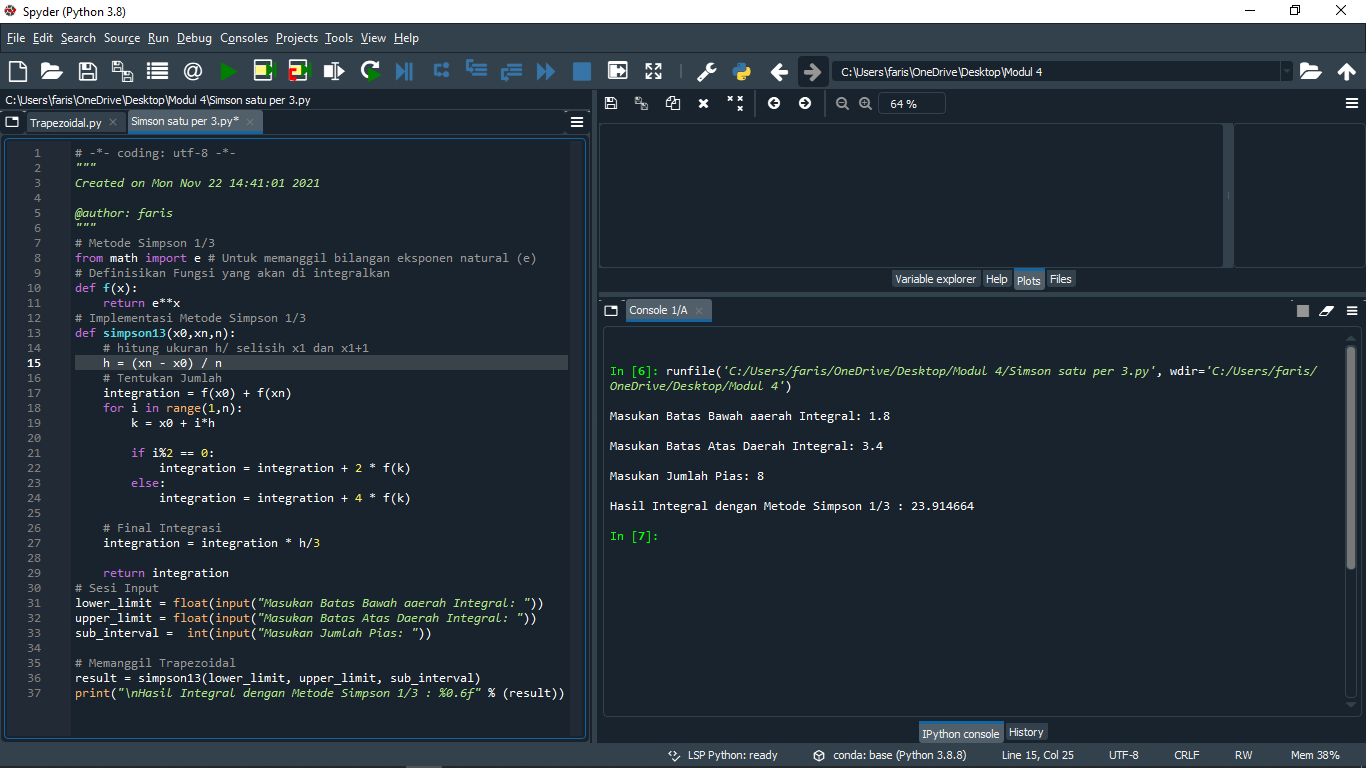 Spyder (Python 3.8)
File Edit Search Source Run Debug Consoles Projects Tools View Help
C:\Users\faris\OneDrive\Desktop\Modul 4
C:\Users\faris\OneDrive\Desktop\Modul 4\Simson satu per 3.py
Trapezoidal.py
Simson satu per 3.py*
1 # -*- coding: utf-8 -*-
2 """
3 Created on Mon Nov 22 14:41:01 2021
4
5 @author: faris
6 """
7 # Metode Simpson 1/3
8 from math import e # Untuk memanggil bilangan eksponen natural (e)
9 # Definisikan Fungsi yang akan di integralkan
10 def f(x):
11     return e**x
12 # Implementasi Metode Simpson 1/3
13 def simpson13(x0,xn,n):
14     # hitung ukuran h/ selisih x1 dan x1+1
15     h = (xn - x0) / n
16     # Tentukan Jumlah
17     integration = f(x0) + f(xn)
18     for i in range(1,n):
19         k = x0 + i*h
20
21         if i%2 == 0:
22             integration = integration + 2 * f(k)
23         else:
24             integration = integration + 4 * f(k)
25
26     # Final Integrasi
27     integration = integration * h/3
28
29     return integration
30 # Sesi Input
31 lower_limit = float(input("Masukan Batas Bawah aaerah Integral: "))
32 upper_limit = float(input("Masukan Batas Atas Daerah Integral: "))
33 sub_interval =  int(input("Masukan Jumlah Pias: "))
34
35 # Memanggil Trapezoidal
36 result = simpson13(lower_limit, upper_limit, sub_interval)
37 print("\nHasil Integral dengan Metode Simpson 1/3 : %0.6f" % (result))
64 %
Variable explorer Help Plots Files
Console 1/A
In [6]: runfile('C:/Users/faris/OneDrive/Desktop/Modul 4/Simson satu per 3.py', wdir='C:/Users/faris/
OneDrive/Desktop/Modul 4')
Masukan Batas Bawah aaerah Integral: 1.8
Masukan Batas Atas Daerah Integral: 3.4
Masukan Jumlah Pias: 8
Hasil Integral dengan Metode Simpson 1/3 : 23.914664
In [7]:
IPython console History
LSP Python: ready conda: base (Python 3.8.8) Line 15, Col 25 UTF-8 CRLF RW Mem 38%